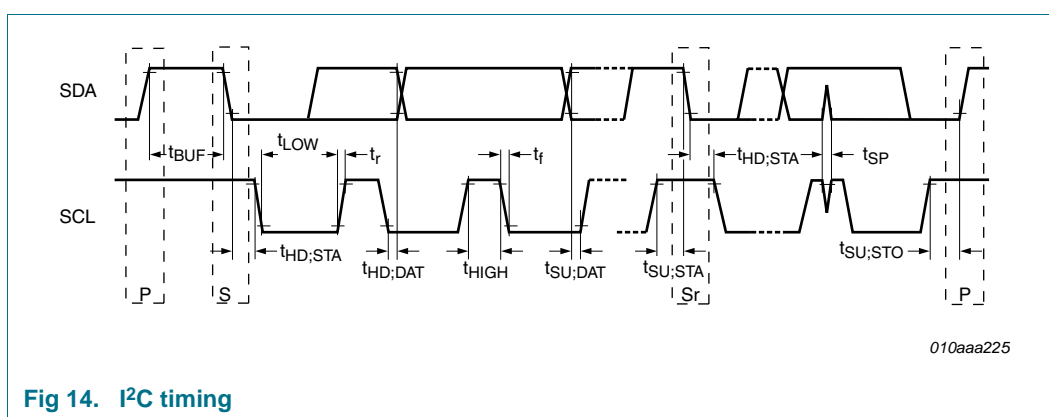 SDA
tBUF
tLOW
tr
tf
tHD;STA
tSP
SCL
tHD;STA
tHD;DAT
tHIGH
tSU;DAT
tSU;STA
tSU;STO
P
S
Sr
P
010aaa225
Fig 14. I2C timing